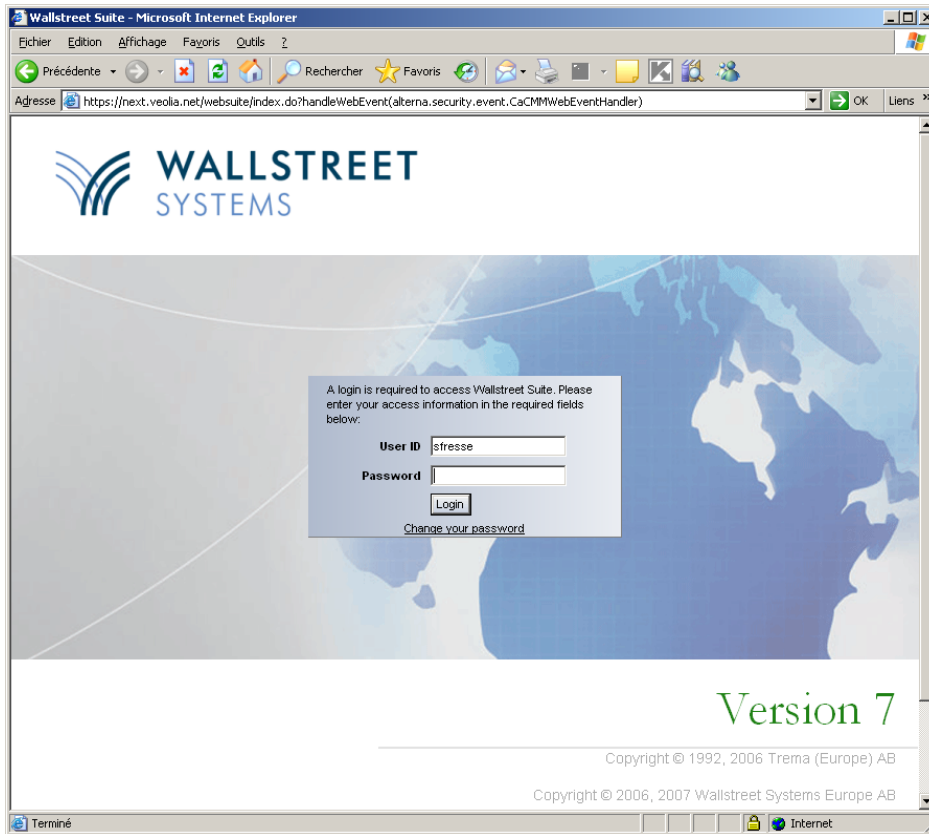 Wallstreet Suite - Microsoft Internet Explorer
Fichier Edition Affichage Favoris Outils ?
Précédente Rechercher Favoris
Adresse https://next.veolia.net/websuite/index.do?handleWebEvent(alterna.security.event.CaCMMWebEventHandler) OK Liens »
WALLSTREET
SYSTEMS
A login is required to access Wallstreet Suite. Please
enter your access information in the required fields
below:
User ID sfresse
Password
Login
Change your password
Version 7
Copyright © 1992, 2006 Trema (Europe) AB
Copyright © 2006, 2007 Wallstreet Systems Europe AB
Terminé Internet